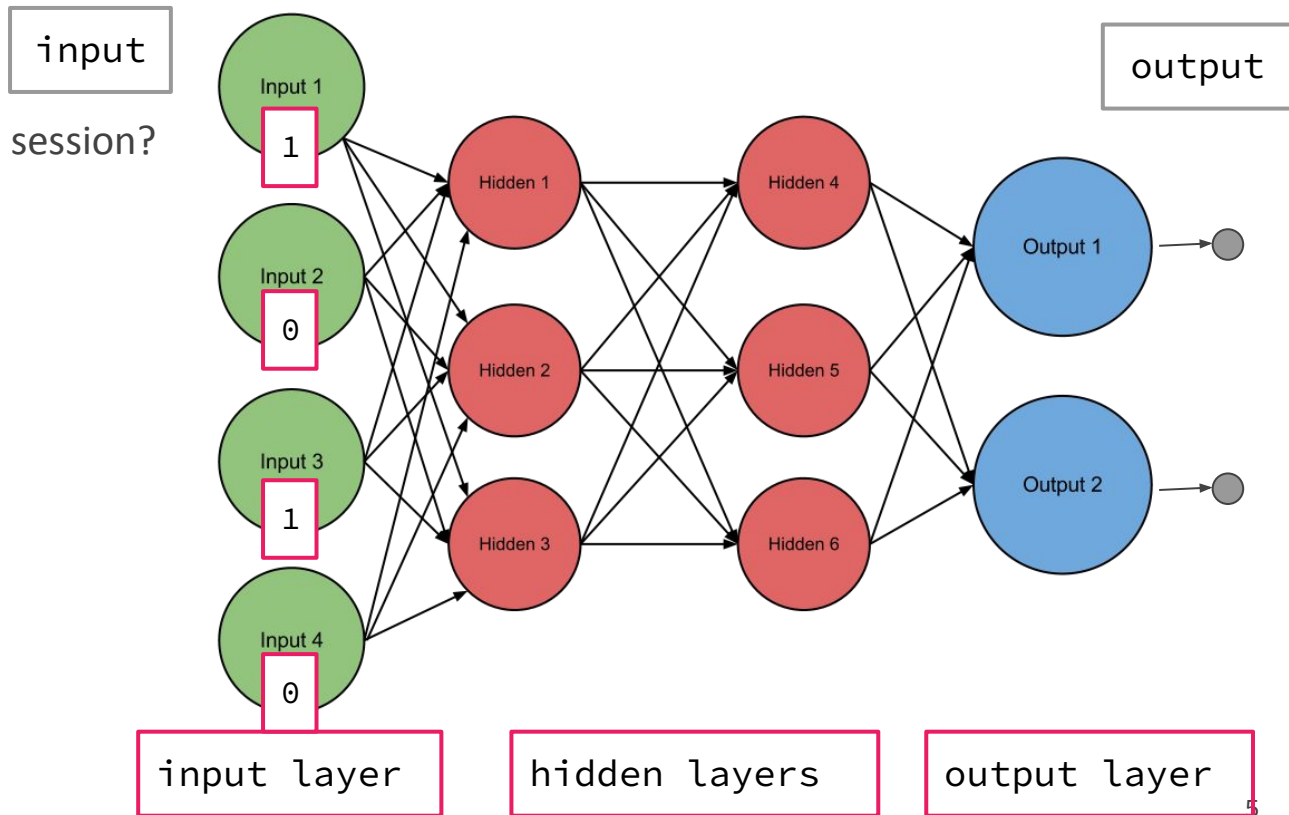 input
session?
output
Input 1
1
Input 2
0
Input 3
1
Input 4
0
Hidden 1
Hidden 2
Hidden 3
Hidden 4
Hidden 5
Hidden 6
Output 1
Output 2
input layer
hidden layers
output layer
5